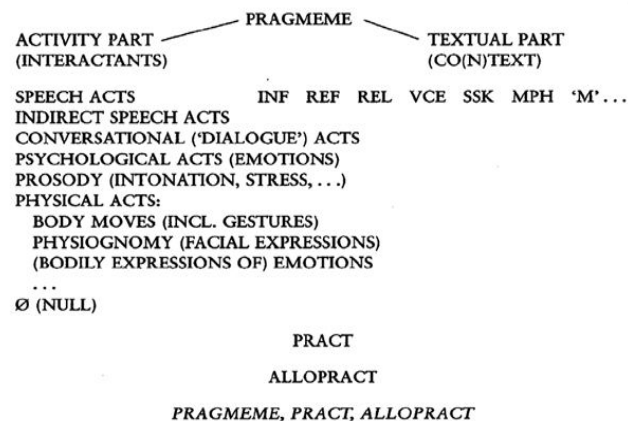 PRAGMEME
ACTIVITY PART TEXTUAL PART
(INTERACTANTS) (CO(N)TEXT)
SPEECH ACTS INF REF REL VCE SSK MPH ‘M’...
INDIRECT SPEECH ACTS
CONVERSATIONAL (‘DIALOGUE’) ACTS
PSYCHOLOGICAL ACTS (EMOTIONS)
PROSODY (INTONATION, STRESS, ...)
PHYSICAL ACTS:
BODY MOVES (INCL. GESTURES)
PHYSIOGNOMY (FACIAL EXPRESSIONS)
(BODILY EXPRESSIONS OF) EMOTIONS
...
Ø (NULL)
PRACT
ALLOPRACT
PRAGMEME, PRACT, ALLOPRACT